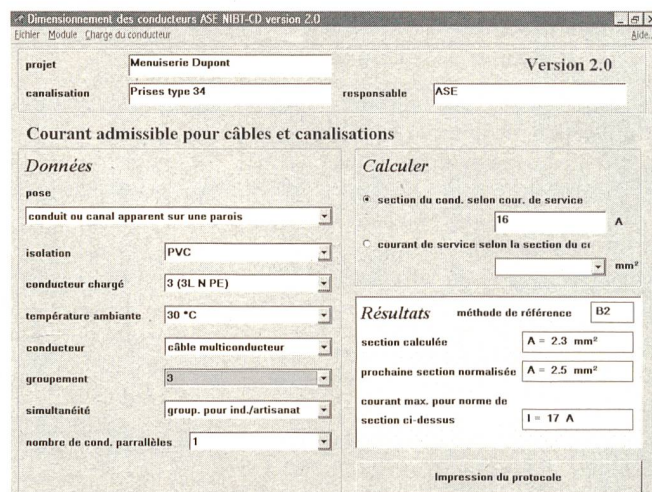 Dimensionnement des conducteurs ASE NIBT-CD version 2.0
Fichier Module Charge du conducteur Aide..
projet Menuiserie Dupont Version 2.0
canalisation Prises type 34 responsable ASE
Courant admissible pour câbles et canalisations
Données
pose
conduit ou canal apparent sur une parois
isolation PVC
conducteur chargé 3 (3L N PE)
température ambiante 30 °C
conducteur câble multiconducteur
groupement 3
simultanéité group. pour ind./artisanat
nombre de cond. parrallèles 1
Calculer
section du cond. selon cour. de service
16 A
courant de service selon la section du c
mm²
Résultats méthode de référence B2
section calculée A = 2.3 mm²
prochaine section normalisée A = 2.5 mm²
courant max. pour norme de
section ci-dessus I = 17 A
Impression du protocole